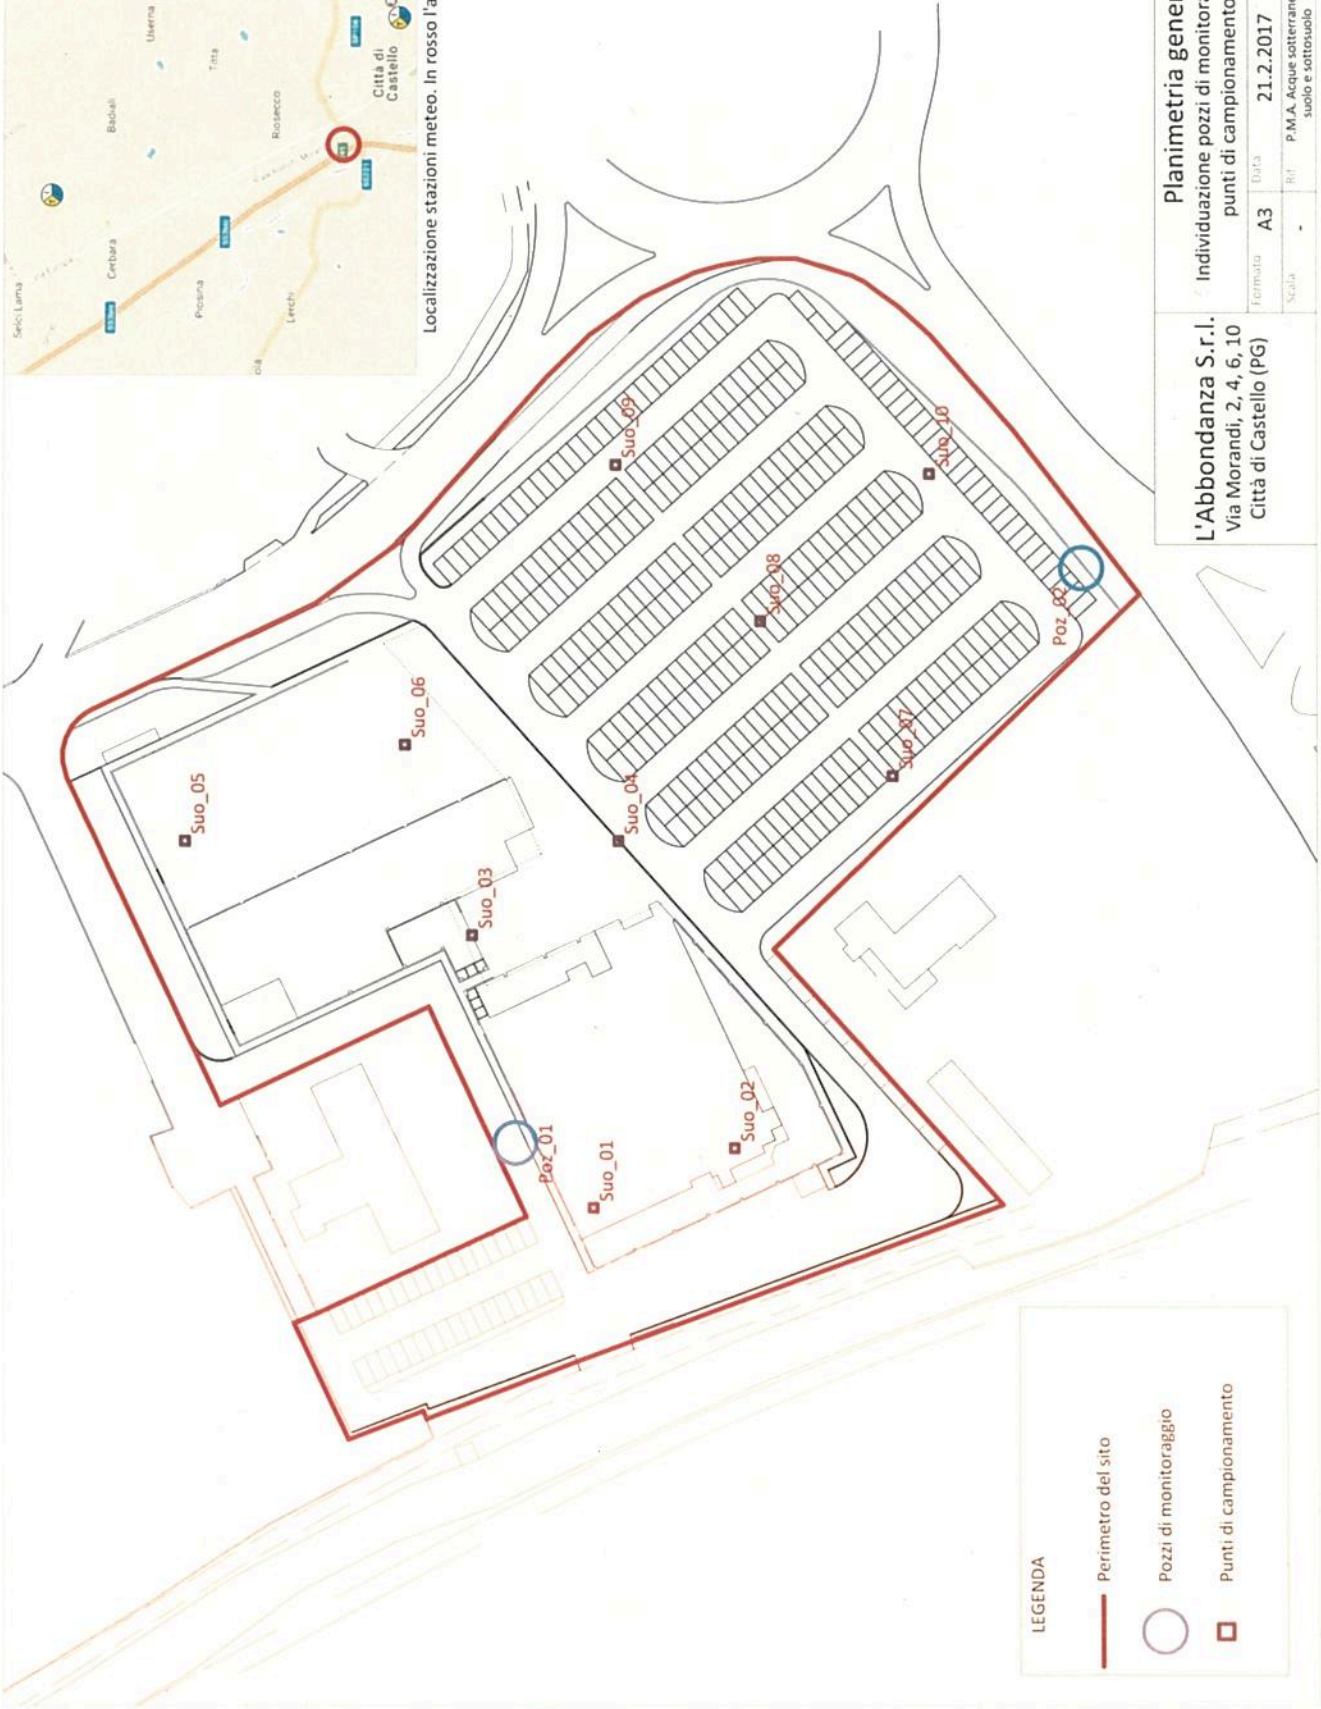 Selci Lama
Cerbara
Badiali
Userna
Titta
Piosina
Riosecco
Lerchi
Città di
Castello
Localizzazione stazioni meteo. In rosso l'a
Suo_05
Suo_06
Suo_03
Suo_04
Suo_09
Suo_08
Suo_10
Suo_07
Poz_02
Poz_01
Suo_01
Suo_02
LEGENDA
Perimetro del sito
Pozzi di monitoraggio
Punti di campionamento
L'Abbondanza S.r.l.
Via Morandi, 2, 4, 6, 10
Città di Castello (PG)
Planimetria gener
Individuazione pozzi di monitora
punti di campionamento
Formato A3 Data 21.2.2017
Scala - Rif P.M.A. Acque sotterrane
suolo e sottosuolo